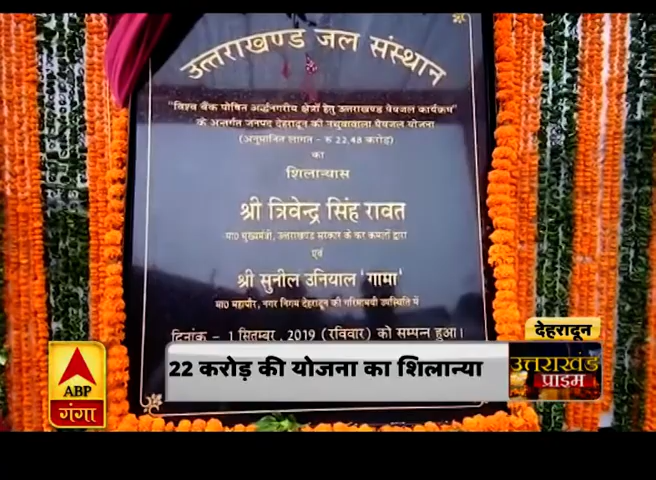 उत्तराखण्ड जल संस्थान
"विश्व बैंक पोषित अर्द्धनगरीय क्षेत्रों हेतु उत्तराखण्ड पेयजल कार्यक्रम"
के अन्तर्गत जनपद देहरादून की नथुवावाला पेयजल योजना
(अनुमानित लागत - रू 22.48 करोड़)
का
शिलान्यास
श्री त्रिवेन्द्र सिंह रावत
मा0 मुख्यमंत्री, उत्तराखण्ड सरकार के कर कमलों द्वारा
एवं
श्री सुनील उनियाल 'गामा'
मा0 महापौर, नगर निगम देहरादून की गरिमामयी उपस्थिति में
दिनांक - 1 सितम्बर, 2019 (रविवार) को सम्पन्न हुआ।
देहरादून
22 करोड़ की योजना का शिलान्या
उत्तराखंड
प्राइम
ABP
गंगा